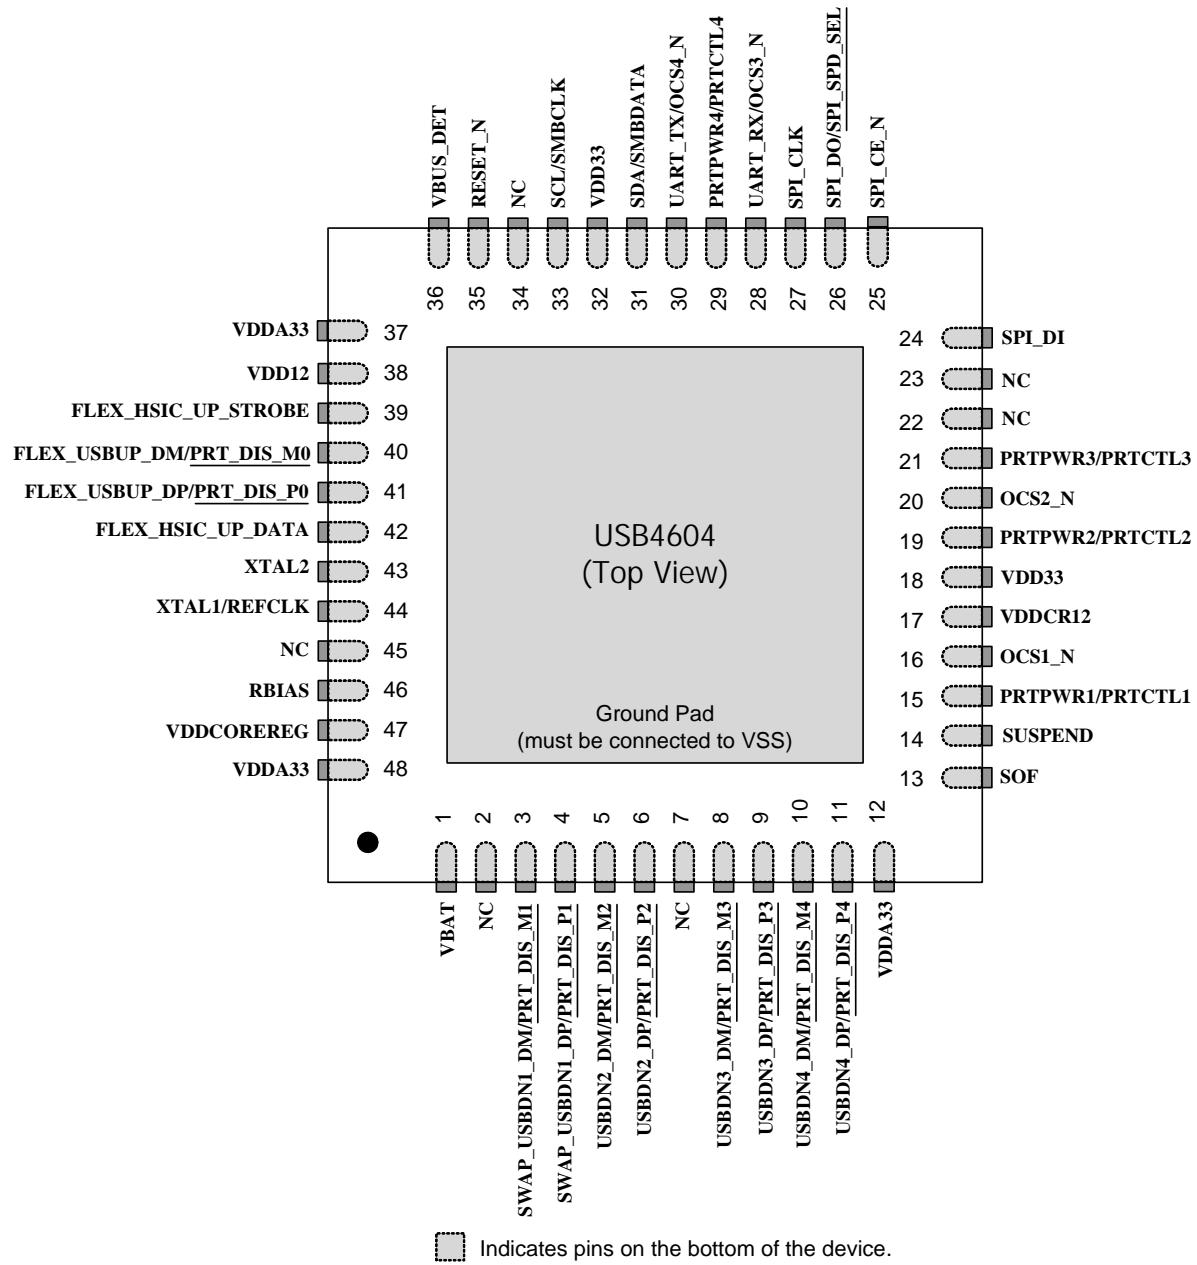 VBUS_DET
RESET_N
NC
SCL/SMBCLK
VDD33
SDA/SMBDATA
UART_TX/OCS4_N
PRTPWR4/PRTCTL4
UART_RX/OCS3_N
SPI_CLK
SPI_DO/SPI_SPD_SEL
SPI_CE_N
36
35
34
33
32
31
30
29
28
27
26
25
VDDA33 37
VDD12 38
FLEX_HSIC_UP_STROBE 39
FLEX_USBUP_DM/PRT_DIS_M0 40
FLEX_USBUP_DP/PRT_DIS_P0 41
FLEX_HSIC_UP_DATA 42
XTAL2 43
XTAL1/REFCLK 44
NC 45
RBIAS 46
VDDCOREREG 47
VDDA33 48
USB4604
(Top View)
Ground Pad
(must be connected to VSS)
24 SPI_DI
23 NC
22 NC
21 PRTPWR3/PRTCTL3
20 OCS2_N
19 PRTPWR2/PRTCTL2
18 VDD33
17 VDDCR12
16 OCS1_N
15 PRTPWR1/PRTCTL1
14 SUSPEND
13 SOF
1
2
3
4
5
6
7
8
9
10
11
12
VBAT
NC
SWAP_USBDN1_DM/PRT_DIS_M1
SWAP_USBDN1_DP/PRT_DIS_P1
USBDN2_DM/PRT_DIS_M2
USBDN2_DP/PRT_DIS_P2
NC
USBDN3_DM/PRT_DIS_M3
USBDN3_DP/PRT_DIS_P3
USBDN4_DM/PRT_DIS_M4
USBDN4_DP/PRT_DIS_P4
VDDA33
Indicates pins on the bottom of the device.